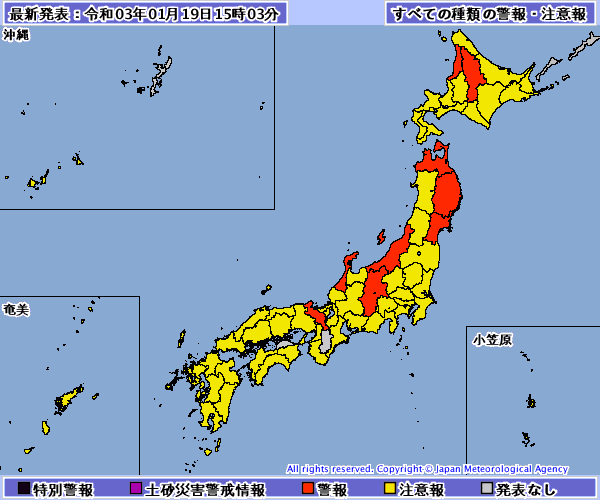 最新発表：令和03年01月19日15時03分
すべての種類の警報・注意報
沖縄
奄美
小笠原
All rights reserved. Copyright © Japan Meteorological Agency
特別警報 土砂災害警戒情報 警報 注意報 発表なし